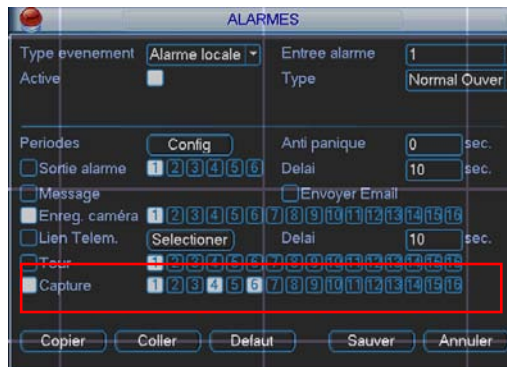 ALARMES
Type evenement Alarme locale Entree alarme 1
Active Type Normal Ouver
Periodes Config Anti panique 0 sec.
Sortie alarme 1 2 3 4 5 6 Delai 10 sec.
Message Envoyer Email
Enreg. caméra 1 2 3 4 5 6 7 8 9 10 11 12 13 14 15 16
Lien Telem. Selectioner Delai 10 sec.
Tour 1 2 3 4 5 6 7 8 9 10 11 12 13 14 15 16
Capture 1 2 3 4 5 6 7 8 9 10 11 12 13 14 15 16
Copier Coller Defaut Sauver Annuler